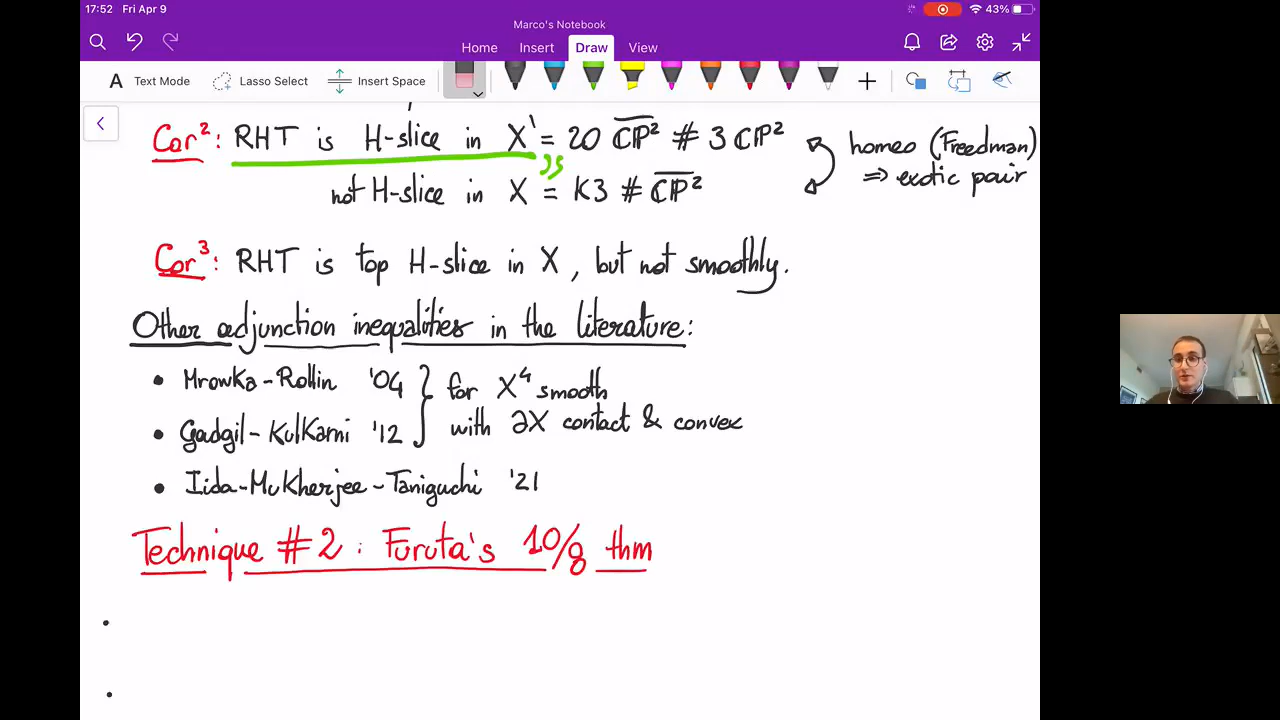 17:52 Fri Apr 9
43%
Marco's Notebook
Home Insert Draw View
A Text Mode Lasso Select Insert Space
Cor²: RHT is H-slice in X' = 20 \overline{CP²} # 3 CP²
not H-slice in X = K3 # \overline{CP²}
homeo (Freedman)
⇒ exotic pair
Cor³: RHT is top H-slice in X, but not smoothly.
Other adjunction inequalities in the literature:
• Mrowka-Rollin '04
• Gadgil-Kulkarni '12
for X⁴ smooth
with ∂X contact & convex
• Iida-Mukherjee-Taniguchi '21
Technique #2: Furuta's 10/8 thm